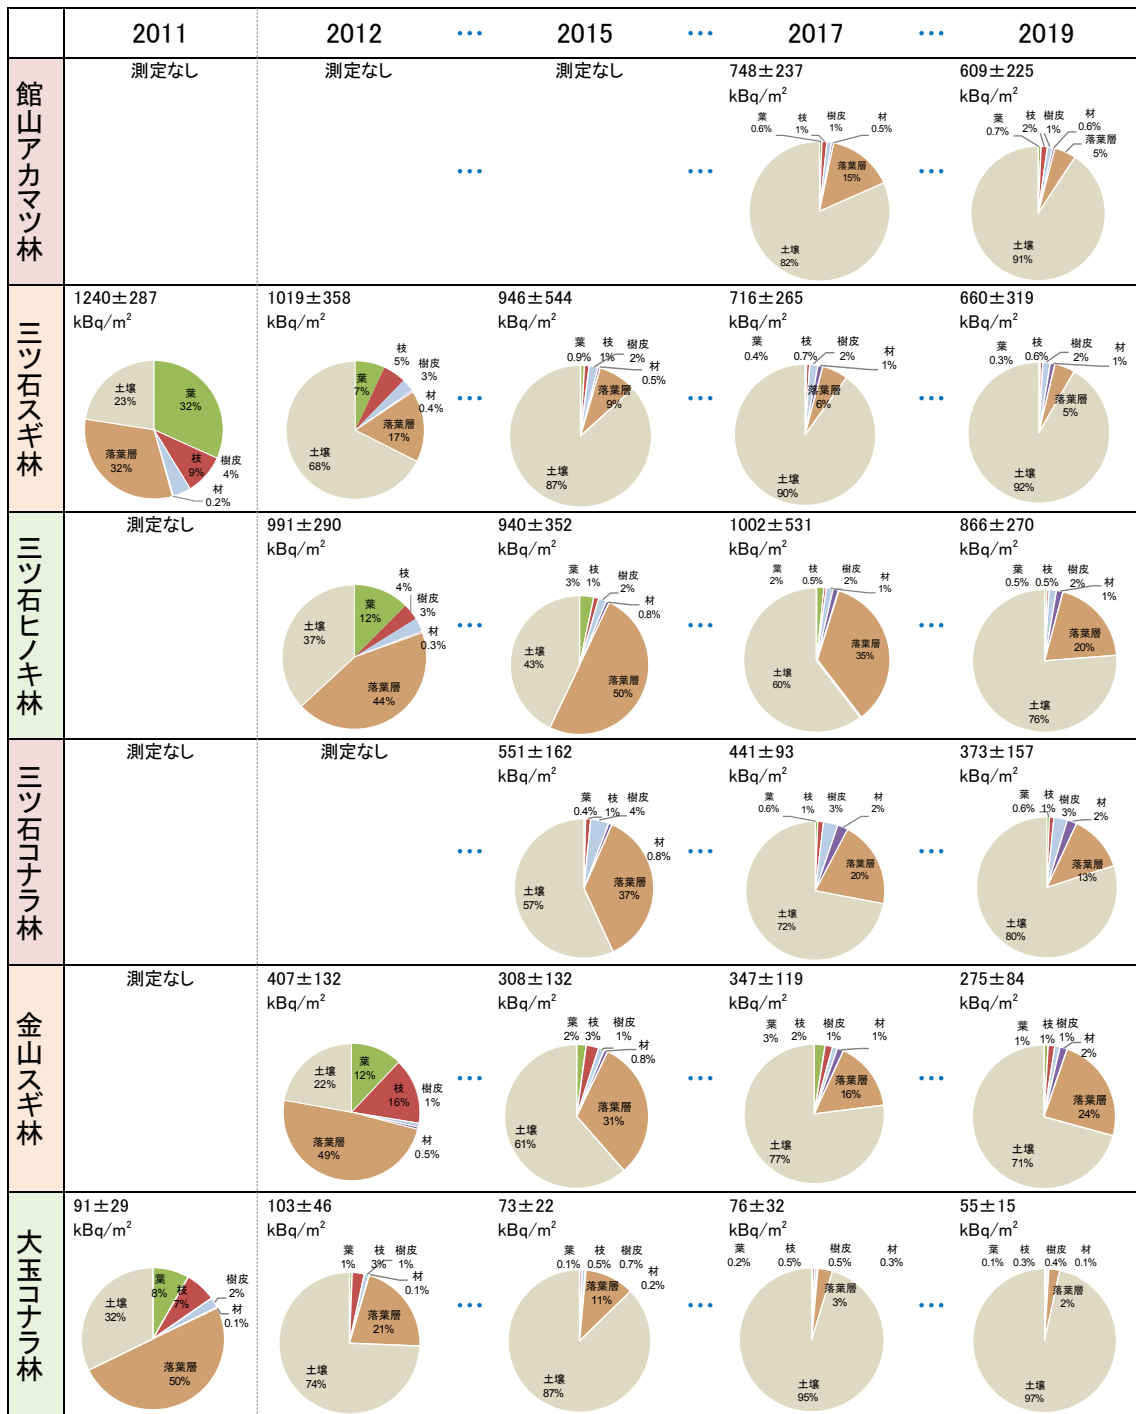 2011 2012 … 2015 … 2017 … 2019
館山アカマツ林
測定なし
測定なし
測定なし
…
…
748±237
kBq/m²
葉 0.6%
枝 1%
樹皮 1%
材 0.5%
落葉層 15%
土壌 82%
…
609±225
kBq/m²
葉 0.7%
枝 2%
樹皮 1%
材 0.6%
落葉層 5%
土壌 91%
三ツ石スギ林
1240±287
kBq/m²
葉 32%
枝 9%
樹皮 4%
材 0.2%
落葉層 32%
土壌 23%
1019±358
kBq/m²
葉 7%
枝 5%
樹皮 3%
材 0.4%
落葉層 17%
土壌 68%
…
946±544
kBq/m²
葉 0.9%
枝 1%
樹皮 2%
材 0.5%
落葉層 9%
土壌 87%
…
716±265
kBq/m²
葉 0.4%
枝 0.7%
樹皮 2%
材 1%
落葉層 6%
土壌 90%
…
660±319
kBq/m²
葉 0.3%
枝 0.6%
樹皮 2%
材 1%
落葉層 5%
土壌 92%
三ツ石ヒノキ林
測定なし
991±290
kBq/m²
葉 12%
枝 4%
樹皮 3%
材 0.3%
落葉層 44%
土壌 37%
…
940±352
kBq/m²
葉 3%
枝 1%
樹皮 2%
材 0.8%
落葉層 50%
土壌 43%
…
1002±531
kBq/m²
葉 2%
枝 0.5%
樹皮 2%
材 1%
落葉層 35%
土壌 60%
…
866±270
kBq/m²
葉 0.5%
枝 0.5%
樹皮 2%
材 1%
落葉層 20%
土壌 76%
三ツ石コナラ林
測定なし
測定なし
…
551±162
kBq/m²
葉 0.4%
枝 1%
樹皮 4%
材 0.8%
落葉層 37%
土壌 57%
…
441±93
kBq/m²
葉 0.6%
枝 1%
樹皮 3%
材 2%
落葉層 20%
土壌 72%
…
373±157
kBq/m²
葉 0.6%
枝 1%
樹皮 3%
材 2%
落葉層 13%
土壌 80%
金山スギ林
測定なし
407±132
kBq/m²
葉 12%
枝 16%
樹皮 1%
材 0.5%
落葉層 49%
土壌 22%
…
308±132
kBq/m²
葉 2%
枝 3%
樹皮 1%
材 0.8%
落葉層 31%
土壌 61%
…
347±119
kBq/m²
葉 3%
枝 2%
樹皮 1%
材 1%
落葉層 16%
土壌 77%
…
275±84
kBq/m²
葉 1%
枝 1%
樹皮 1%
材 2%
落葉層 24%
土壌 71%
大玉コナラ林
91±29
kBq/m²
葉 8%
枝 7%
樹皮 2%
材 0.1%
落葉層 50%
土壌 32%
103±46
kBq/m²
葉 1%
枝 3%
樹皮 1%
材 0.1%
落葉層 21%
土壌 74%
…
73±22
kBq/m²
葉 0.1%
枝 0.5%
樹皮 0.7%
材 0.2%
落葉層 11%
土壌 87%
…
76±32
kBq/m²
葉 0.2%
枝 0.5%
樹皮 0.5%
材 0.3%
落葉層 3%
土壌 95%
…
55±15
kBq/m²
葉 0.1%
枝 0.3%
樹皮 0.4%
材 0.1%
落葉層 2%
土壌 97%